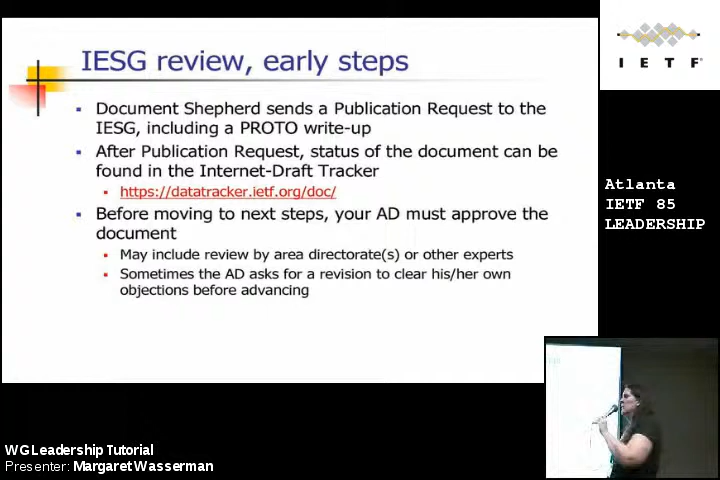 IESG review, early steps
Document Shepherd sends a Publication Request to the
IESG, including a PROTO write-up
After Publication Request, status of the document can be
found in the Internet-Draft Tracker
https://datatracker.ietf.org/doc/
Before moving to next steps, your AD must approve the
document
May include review by area directorate(s) or other experts
Sometimes the AD asks for a revision to clear his/her own
objections before advancing
I E T F®
Atlanta
IETF 85
LEADERSHIP
WG Leadership Tutorial
Presenter: Margaret Wasserman